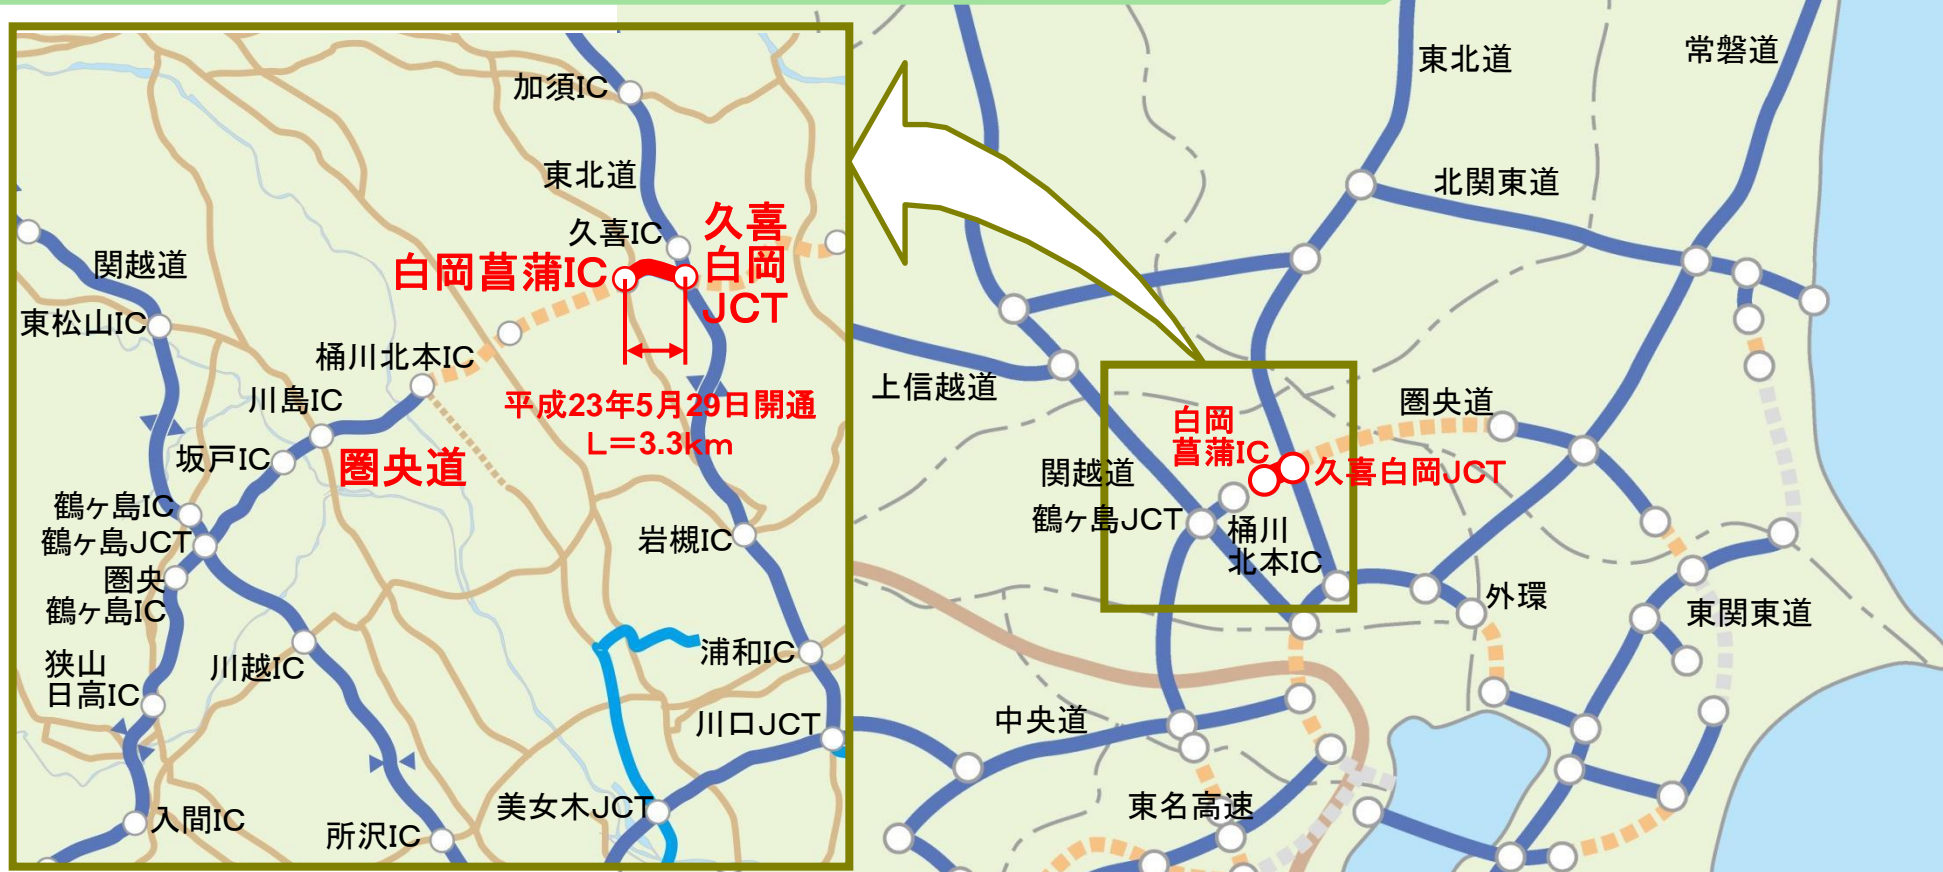 加須IC
東北道
久喜IC
久喜
白岡
JCT
白岡菖蒲IC
関越道
東松山IC
桶川北本IC
川島IC
平成23年5月29日開通
L＝3.3km
坂戸IC
圏央道
鶴ヶ島IC
鶴ヶ島JCT
圏央
鶴ヶ島IC
岩槻IC
狭山
日高IC
川越IC
浦和IC
川口JCT
入間IC
所沢IC
美女木JCT
東北道
常磐道
北関東道
上信越道
圏央道
白岡
菖蒲IC
久喜白岡JCT
関越道
鶴ヶ島JCT
桶川
北本IC
外環
東関東道
中央道
東名高速